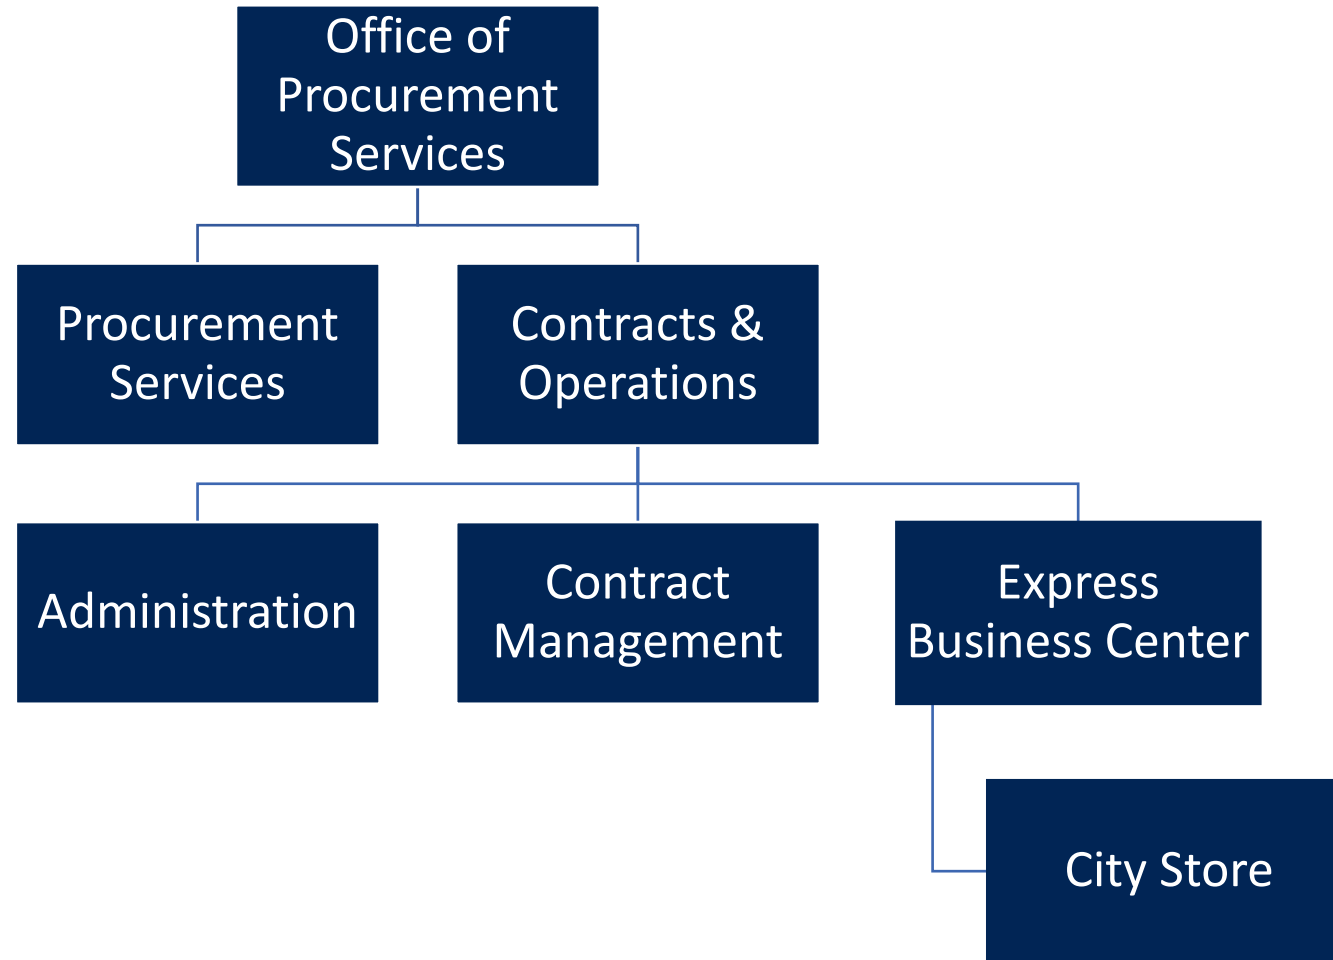 Office of
Procurement
Services
Procurement
Services
Contracts &
Operations
Administration
Contract
Management
Express
Business Center
City Store